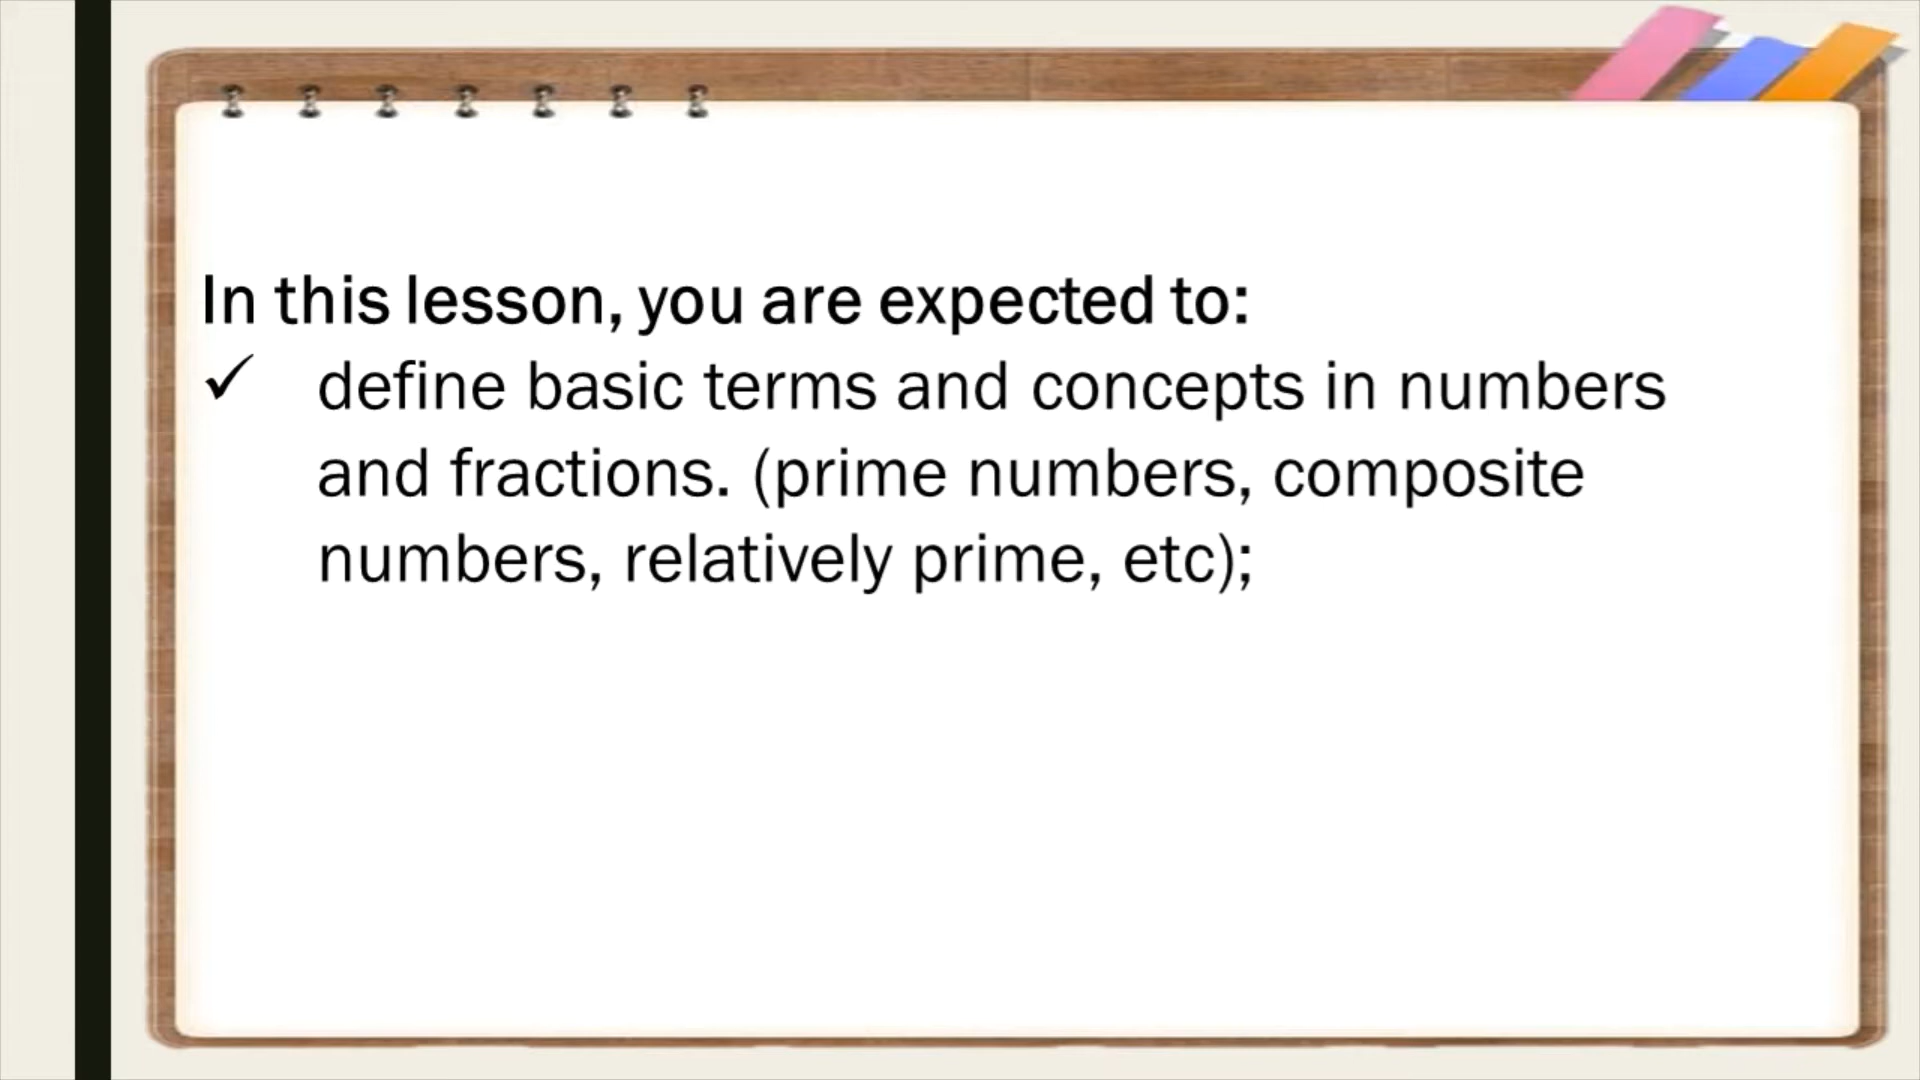 In this lesson, you are expected to:
✓ define basic terms and concepts in numbers
and fractions. (prime numbers, composite
numbers, relatively prime, etc);